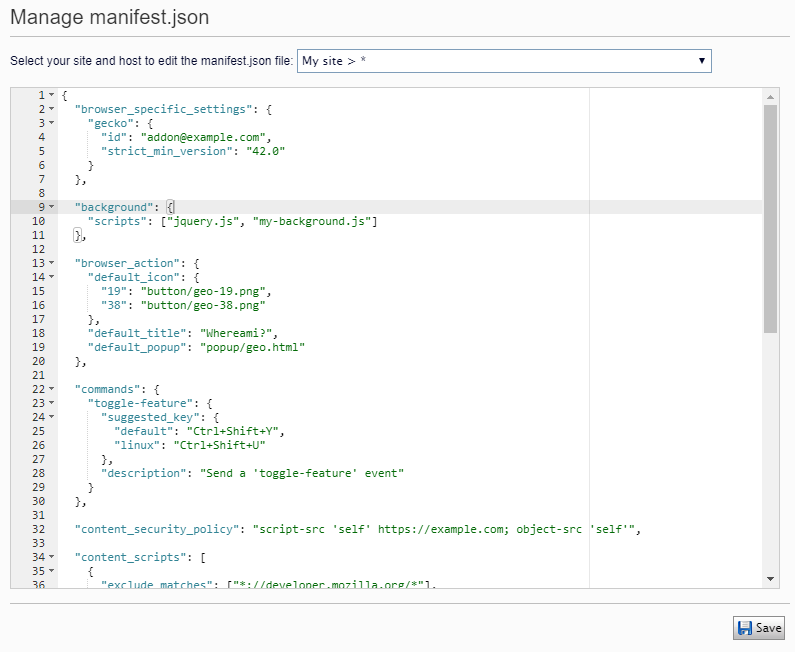 Manage manifest.json
Select your site and host to edit the manifest.json file: My site > *
1 {
2 "browser_specific_settings": {
3 "gecko": {
4 "id": "addon@example.com",
5 "strict_min_version": "42.0"
6 }
7 },
8
9 "background": {
10 "scripts": ["jquery.js", "my-background.js"]
11 },
12
13 "browser_action": {
14 "default_icon": {
15 "19": "button/geo-19.png",
16 "38": "button/geo-38.png"
17 },
18 "default_title": "Whereami?",
19 "default_popup": "popup/geo.html"
20 },
21
22 "commands": {
23 "toggle-feature": {
24 "suggested_key": {
25 "default": "Ctrl+Shift+Y",
26 "linux": "Ctrl+Shift+U"
27 },
28 "description": "Send a 'toggle-feature' event"
29 }
30 },
31
32 "content_security_policy": "script-src 'self' https://example.com; object-src 'self'",
33
34 "content_scripts": [
35 {
36 "exclude_matches": ["*://developer.mozilla.org/*"],
Save